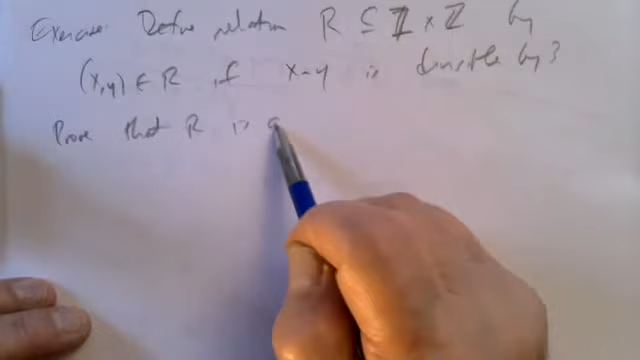 Exercise: Define relation R ⊆ ℤ × ℤ by
(x,y) ∈ R if x-y is divisible by 3
Prove that R is